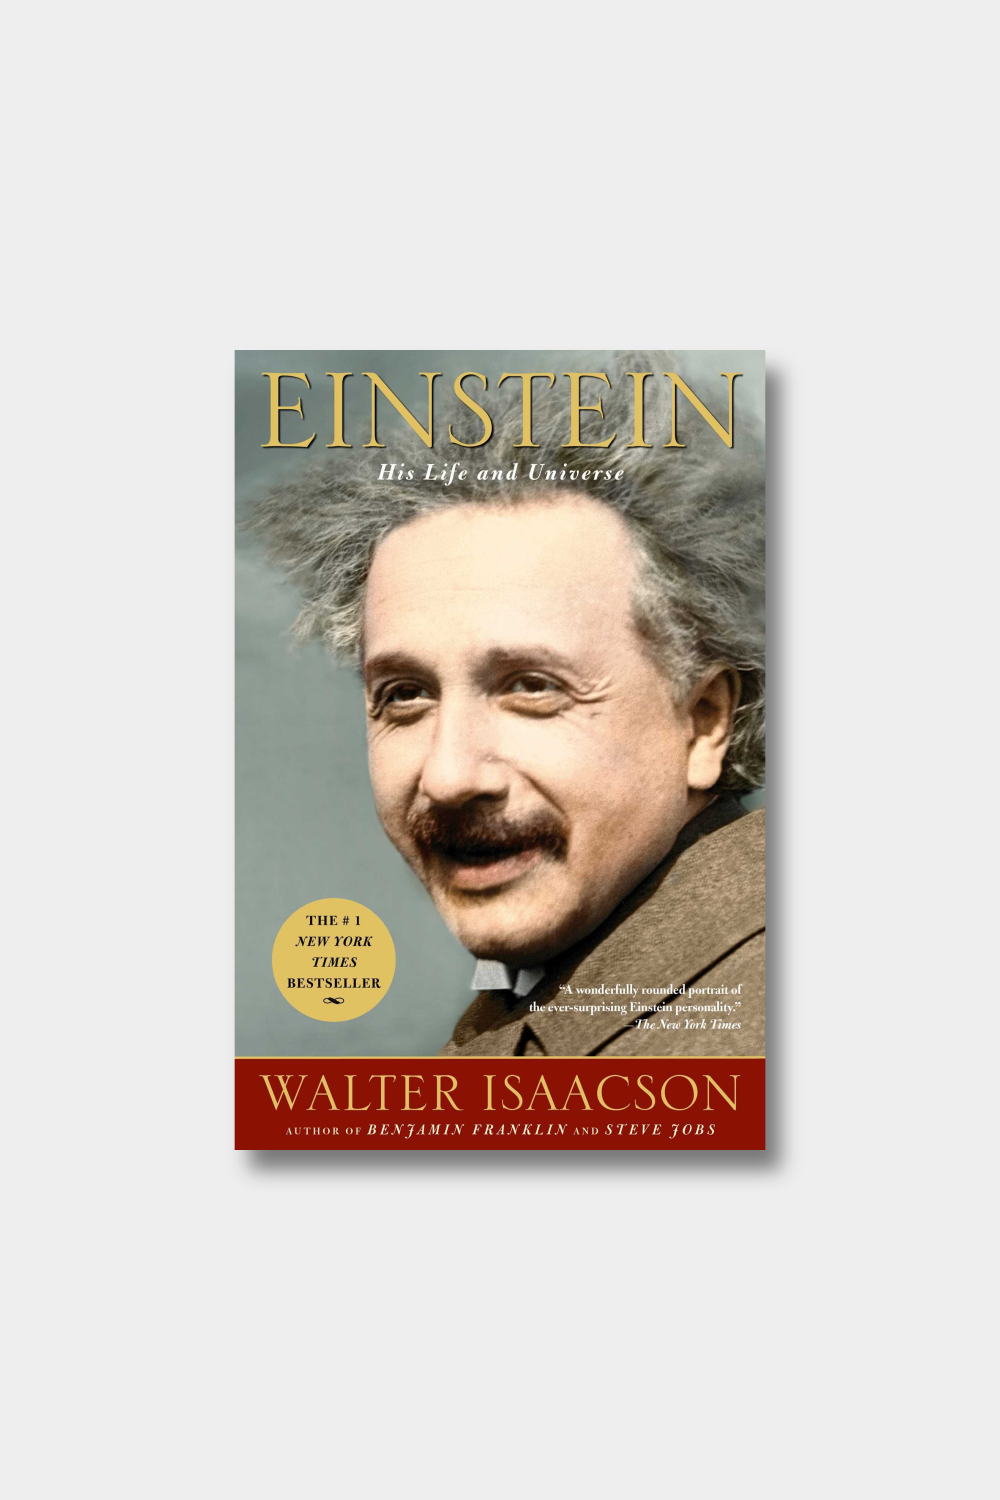 EINSTEIN
His Life and Universe
THE # 1
NEW YORK
TIMES
BESTSELLER
“A wonderfully rounded portrait of
the ever-surprising Einstein personality.”
—The New York Times
WALTER ISAACSON
AUTHOR OF BENJAMIN FRANKLIN AND STEVE JOBS